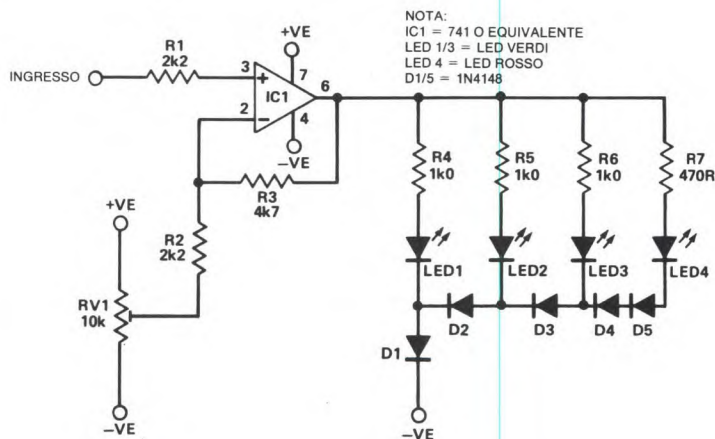 NOTA:
IC1 = 741 O EQUIVALENTE
LED 1/3 = LED VERDI
LED 4 = LED ROSSO
D1/5 = 1N4148
+VE
R1
2k2
INGRESSO
3
+
7
6
IC1
2
–
4
–VE
R4
1k0
R5
1k0
R6
1k0
R7
470R
R3
4k7
+VE
R2
2k2
LED1
LED2
LED3
LED4
RV1
10k
D2
D3
D4
D5
D1
–VE
–VE